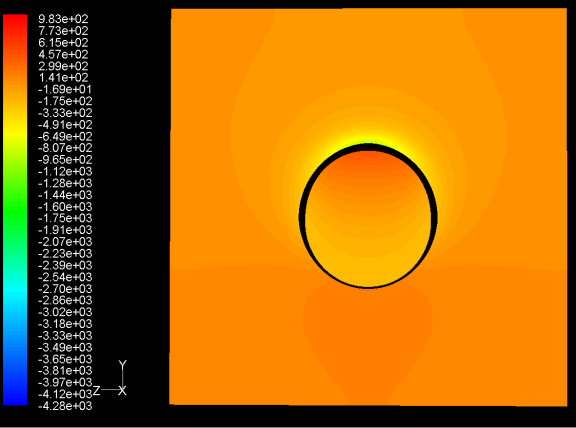 9.83e+02
7.73e+02
6.15e+02
4.57e+02
2.99e+02
1.41e+02
-1.69e+01
-1.75e+02
-3.33e+02
-4.91e+02
-6.49e+02
-8.07e+02
-9.65e+02
-1.12e+03
-1.28e+03
-1.44e+03
-1.60e+03
-1.75e+03
-1.91e+03
-2.07e+03
-2.23e+03
-2.39e+03
-2.54e+03
-2.70e+03
-2.86e+03
-3.02e+03
-3.18e+03
-3.33e+03
-3.49e+03
-3.65e+03
-3.81e+03
-3.97e+03
-4.12e+03
-4.28e+03
Y
Z X